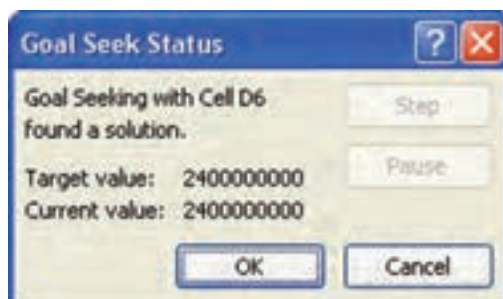 Goal Seek Status
?
X
Goal Seeking with Cell D6
found a solution.
Step
Target value: 2400000000
Pause
Current value: 2400000000
OK
Cancel